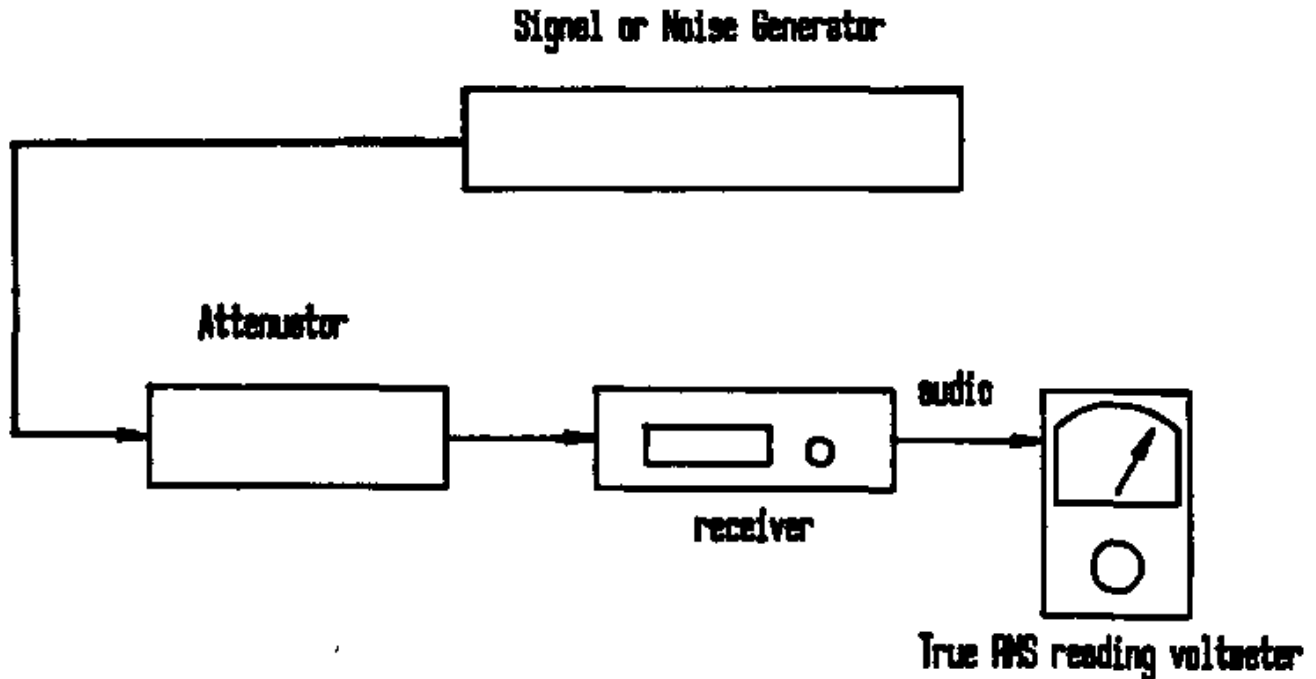 Signal or Noise Generator
Attenuator
audio
receiver
True RMS reading voltmeter